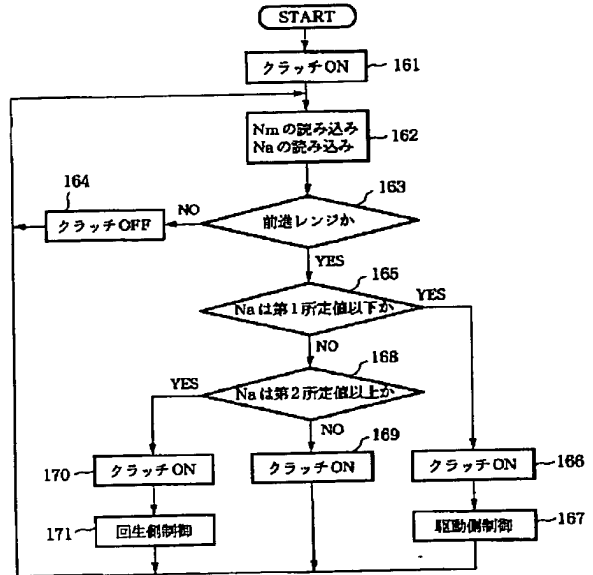 START
クラッチON
161
Nmの読み込み
Naの読み込み
162
163
164
NO
クラッチOFF
前進レンジか
YES
165
YES
Naは第1所定値以下か
NO
168
YES
Naは第2所定値以上か
NO
169
170
クラッチON
クラッチON
クラッチON
166
171
回生側制御
駆動側制御
167